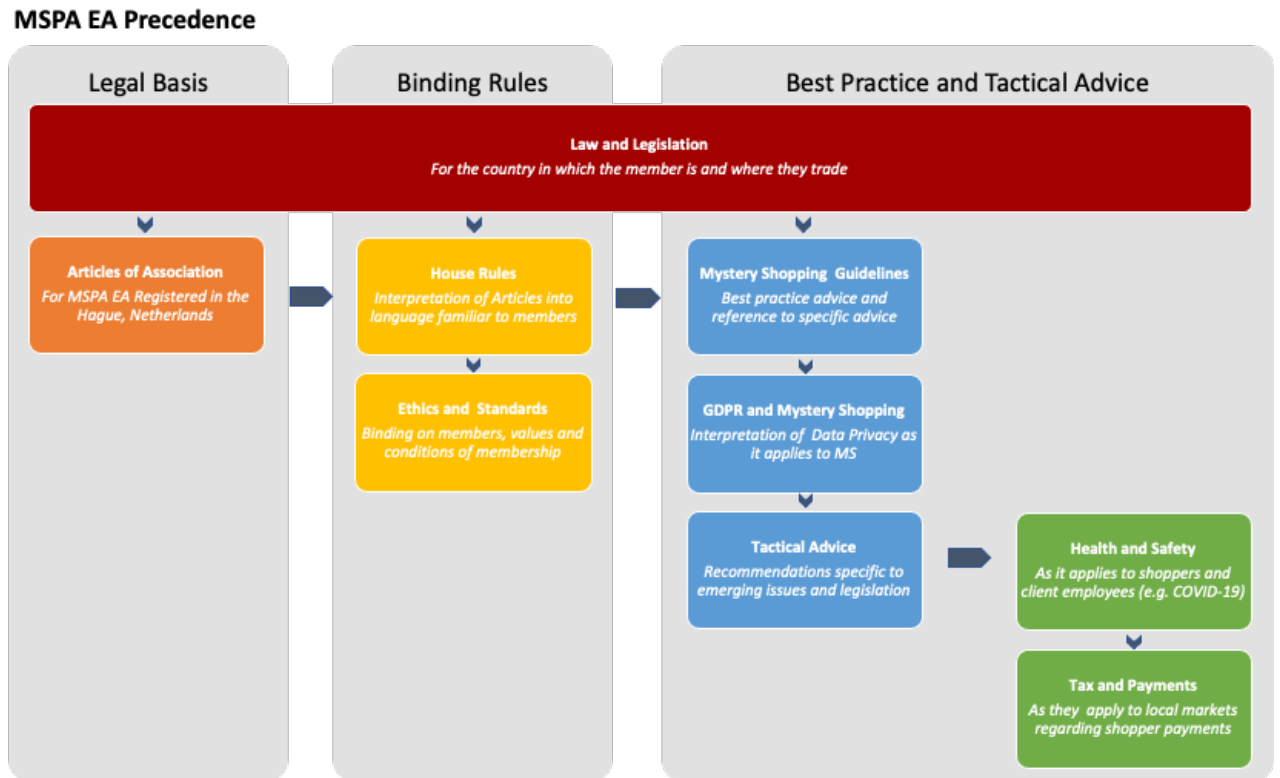 MSPA EA Precedence
Legal Basis
Binding Rules
Best Practice and Tactical Advice
Law and Legislation
For the country in which the member is and where they trade
Articles of Association
For MSPA EA Registered in the
Hague, Netherlands
House Rules
Interpretation of Articles into
language familiar to members
Mystery Shopping Guidelines
Best practice advice and
reference to specific advice
Ethics and Standards
Binding on members, values and
conditions of membership
GDPR and Mystery Shopping
Interpretation of Data Privacy as
it applies to MS
Tactical Advice
Recommendations specific to
emerging issues and legislation
Health and Safety
As it applies to shoppers and
client employees (e.g. COVID-19)
Tax and Payments
As they apply to local markets
regarding shopper payments